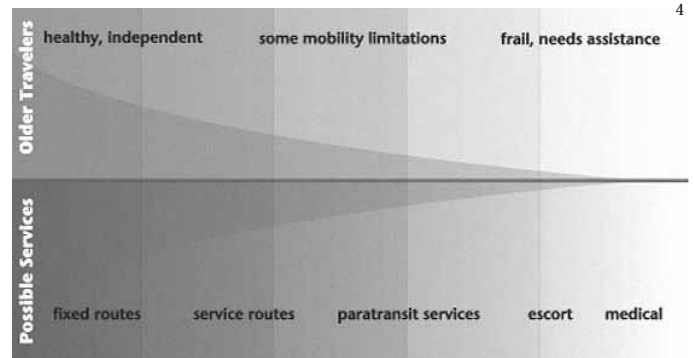 4
healthy, independent some mobility limitations frail, needs assistance
Older Travelers
Possible Services
fixed routes service routes paratransit services escort medical